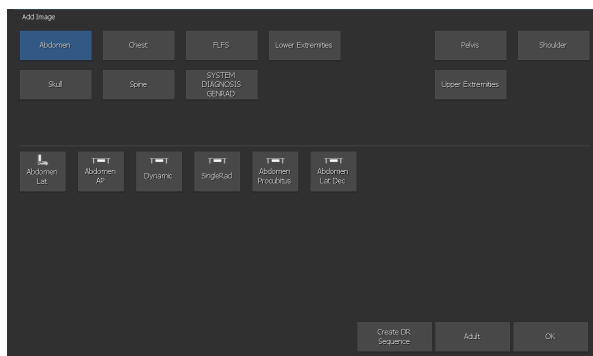 Add Image
Abdomen
Chest
FLFS
Lower Extremities
Pelvis
Shoulder
Skull
Spine
SYSTEM
DIAGNOSIS
GENRAD
Upper Extremities
Abdomen
Lat
Abdomen
AP
Dynamic
SingleRad
Abdomen
Procubitus
Abdomen
Lat Dec
Create DR
Sequence
Adult
OK